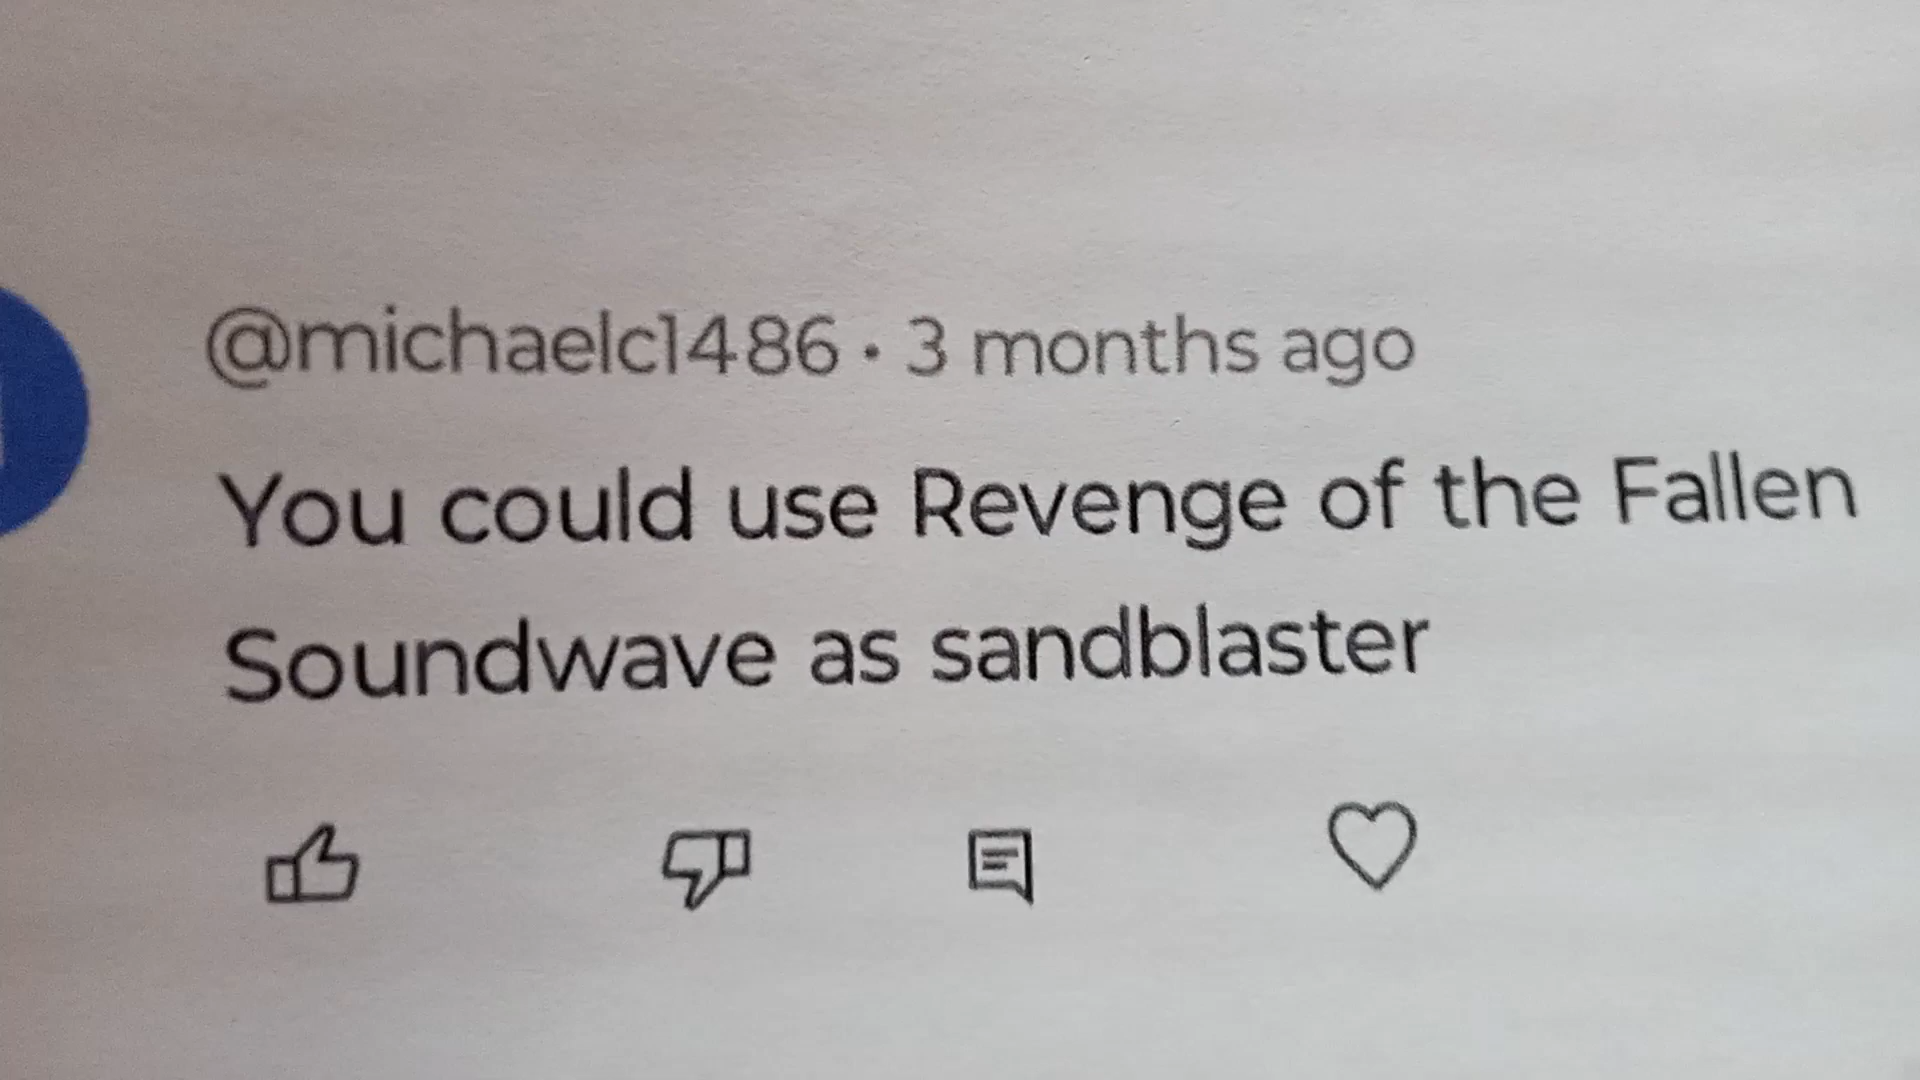 @michaelc1486 • 3 months ago
You could use Revenge of the Fallen
Soundwave as sandblaster